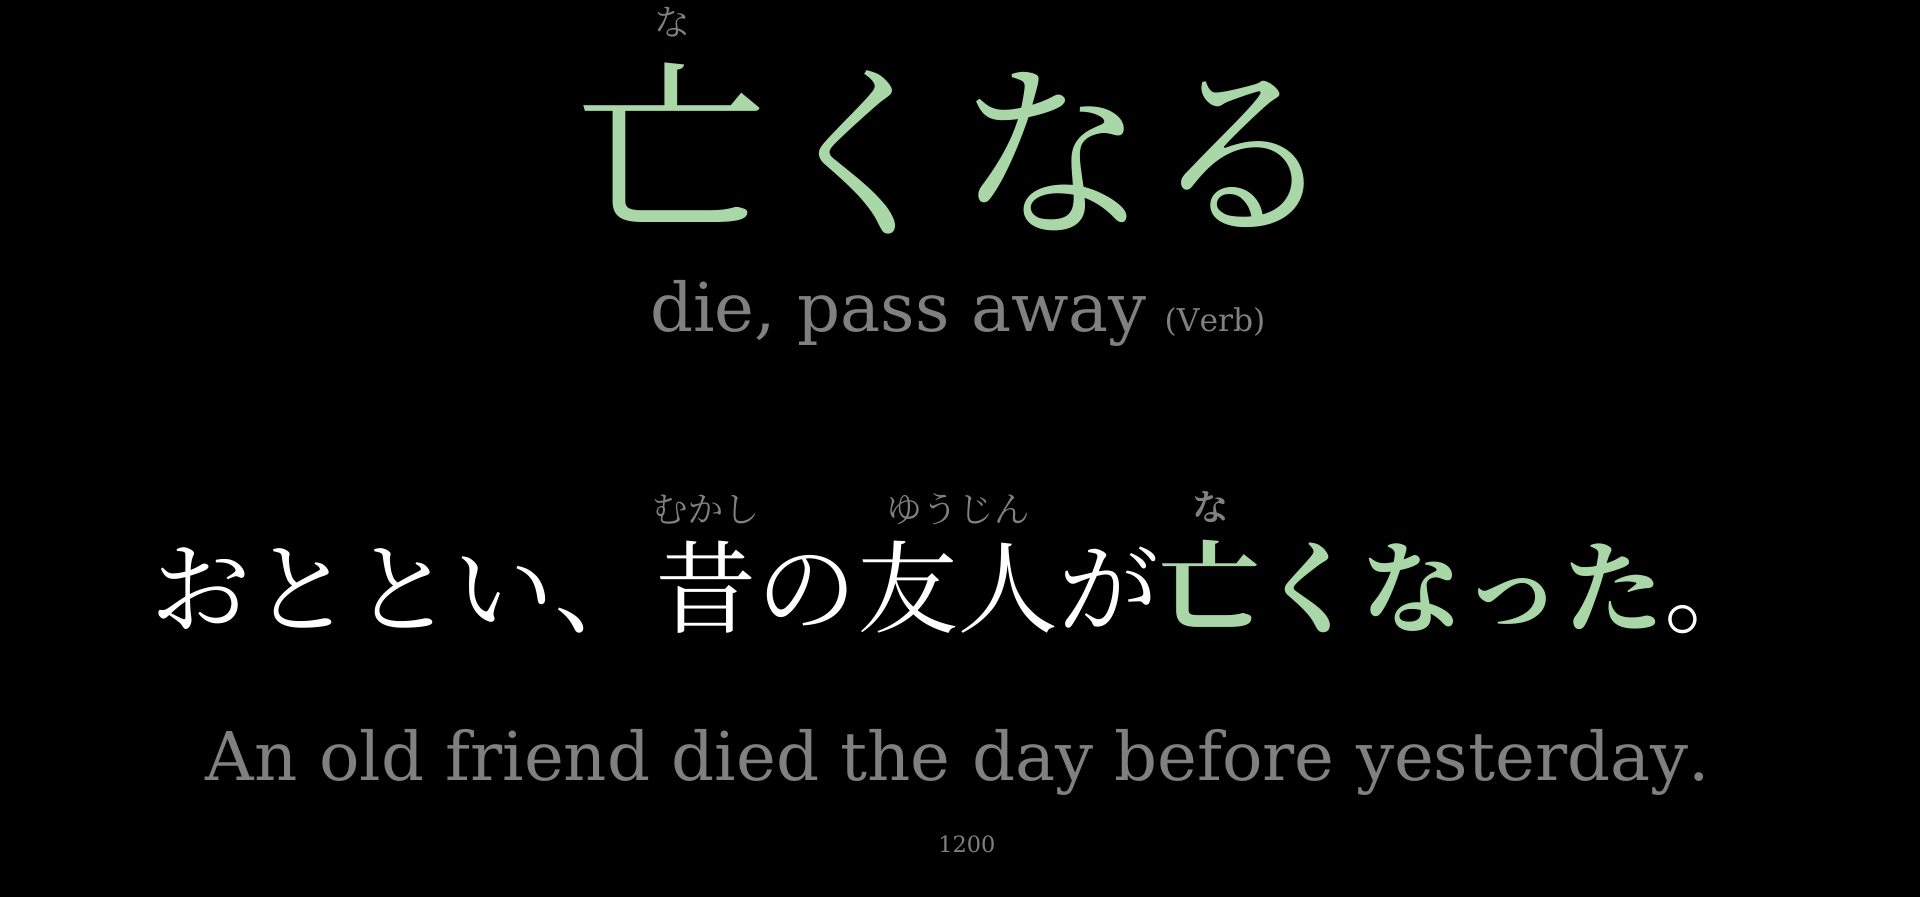 な
亡くなる
die, pass away (Verb)
むかし ゆうじん な
おととい、昔の友人が亡くなった。
An old friend died the day before yesterday.
1200